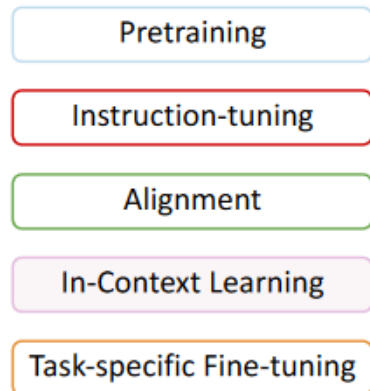 Pretraining
Instruction-tuning
Alignment
In-Context Learning
Task-specific Fine-tuning